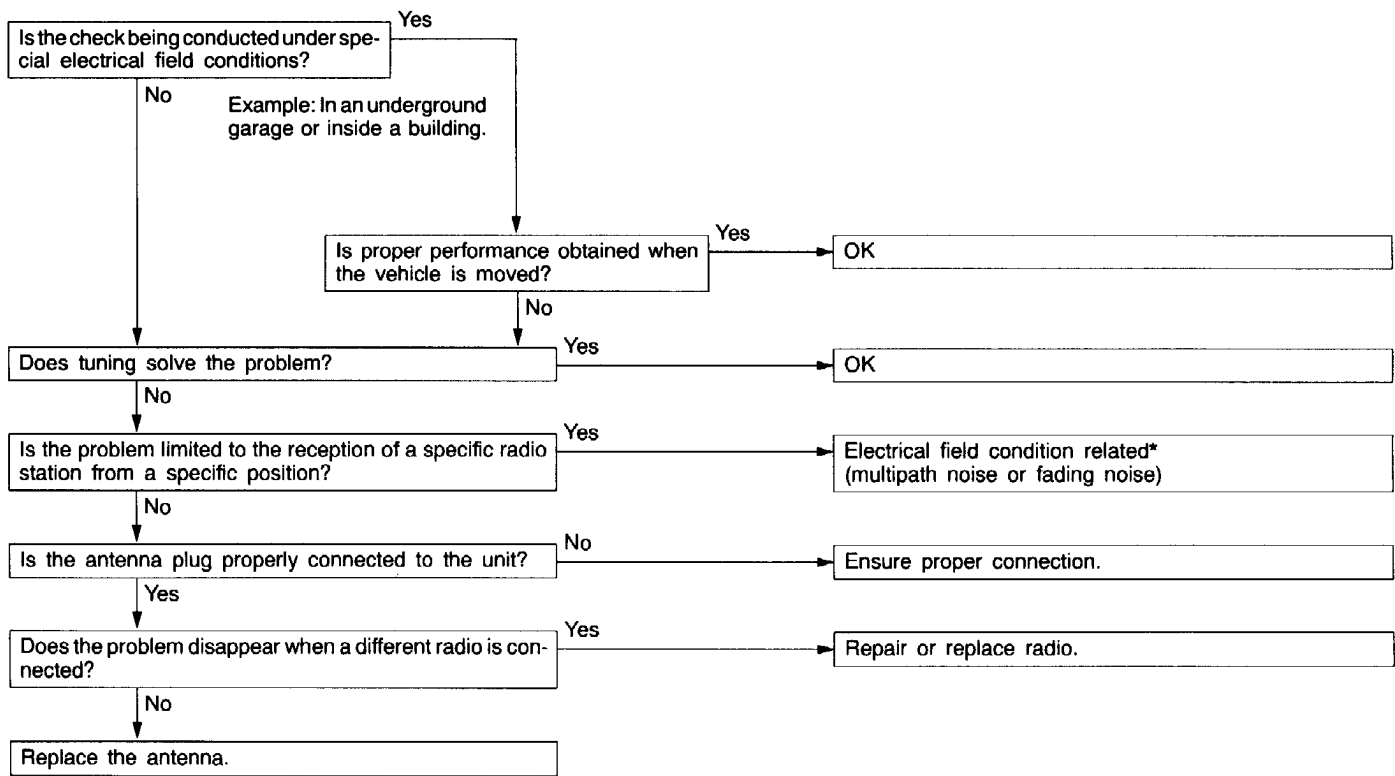 Yes
Is the check being conducted under spe-
cial electrical field conditions?
No
Example: In an underground
garage or inside a building.
Is proper performance obtained when
the vehicle is moved?
Yes
OK
No
Does tuning solve the problem?
Yes
OK
No
Is the problem limited to the reception of a specific radio
station from a specific position?
Yes
Electrical field condition related*
(multipath noise or fading noise)
No
Is the antenna plug properly connected to the unit?
No
Ensure proper connection.
Yes
Does the problem disappear when a different radio is con-
nected?
Yes
Repair or replace radio.
No
Replace the antenna.